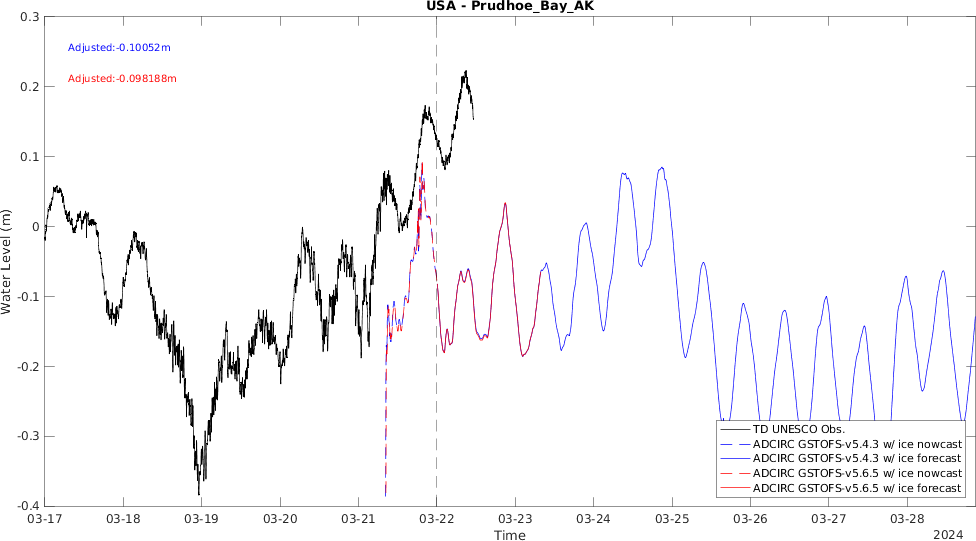 USA - Prudhoe_Bay_AK
Adjusted:-0.10052m
Adjusted:-0.098188m
Water Level (m)
0.3
0.2
0.1
0
-0.1
-0.2
-0.3
-0.4
TD UNESCO Obs.
ADCIRC GSTOFS-v5.4.3 w/ ice nowcast
ADCIRC GSTOFS-v5.4.3 w/ ice forecast
ADCIRC GSTOFS-v5.6.5 w/ ice nowcast
ADCIRC GSTOFS-v5.6.5 w/ ice forecast
03-17 03-18 03-19 03-20 03-21 03-22 03-23 03-24 03-25 03-26 03-27 03-28
Time
2024